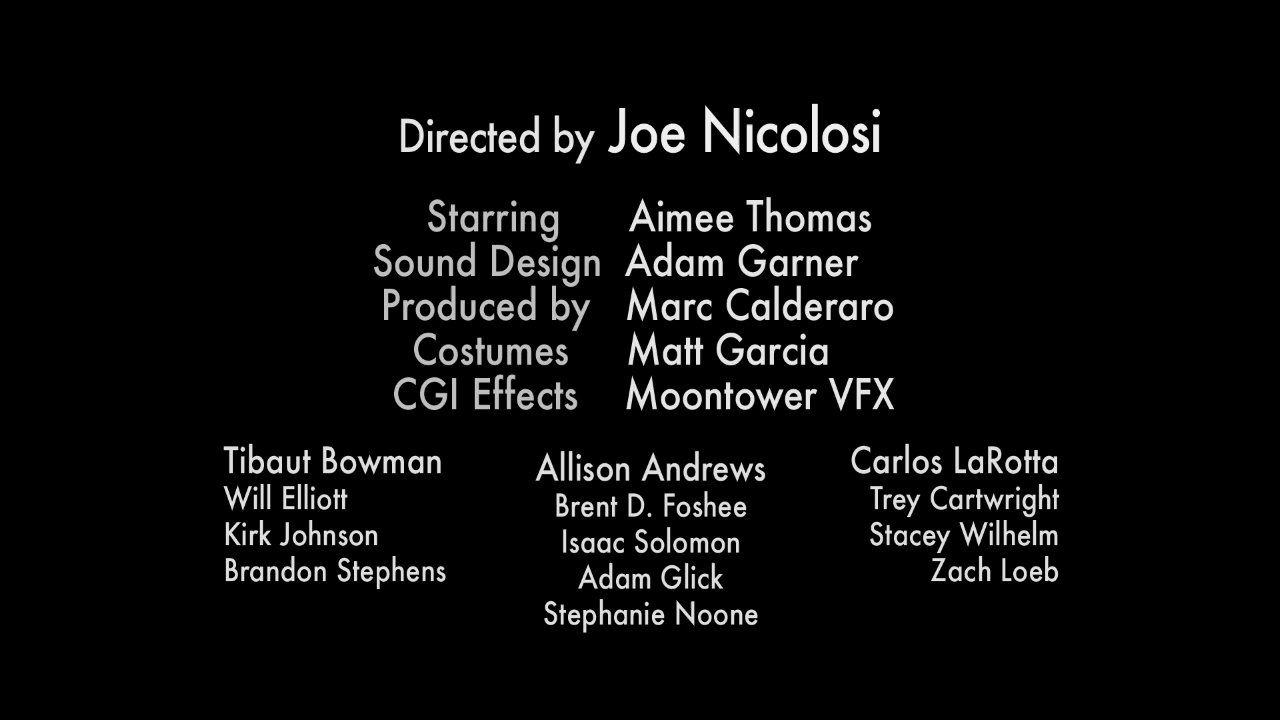 Directed by Joe Nicolosi
Starring Aimee Thomas
Sound Design Adam Garner
Produced by Marc Calderaro
Costumes Matt Garcia
CGI Effects Moontower VFX
Tibaut Bowman
Will Elliott
Kirk Johnson
Brandon Stephens
Allison Andrews
Brent D. Foshee
Isaac Solomon
Adam Glick
Stephanie Noone
Carlos LaRotta
Trey Cartwright
Stacey Wilhelm
Zach Loeb